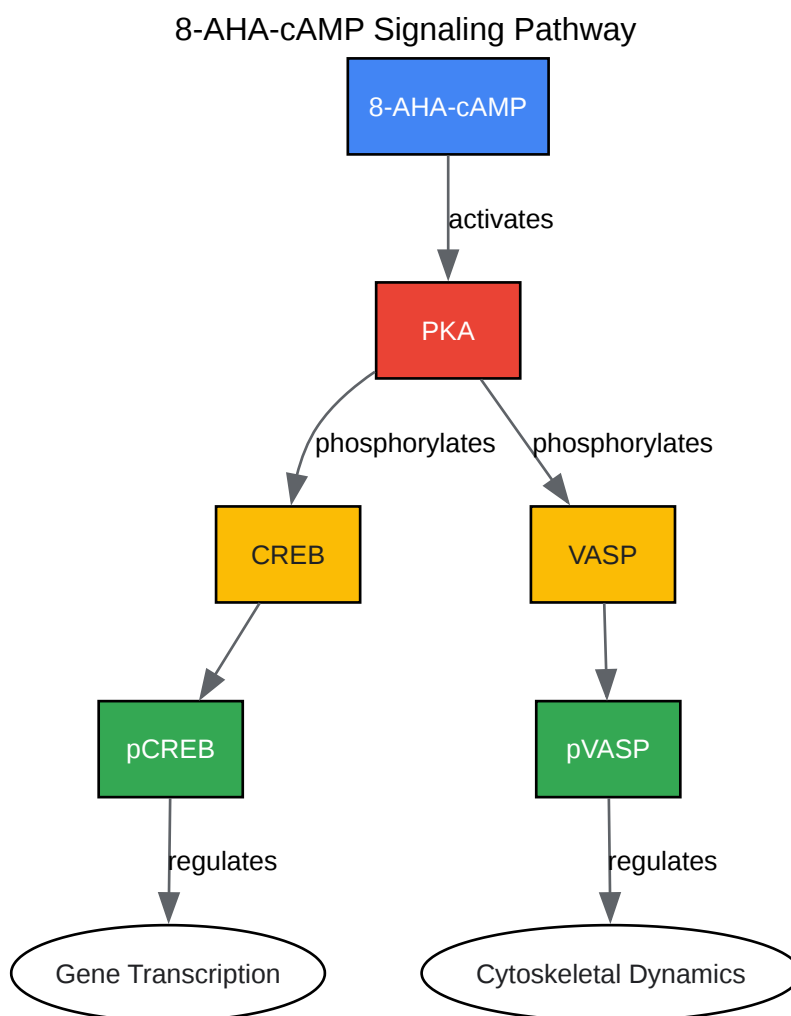 8-AHA-cAMP Signaling Pathway
8-AHA-cAMP
activates
PKA
phosphorylates
phosphorylates
CREB
VASP
pCREB
pVASP
regulates
regulates
Gene Transcription
Cytoskeletal Dynamics